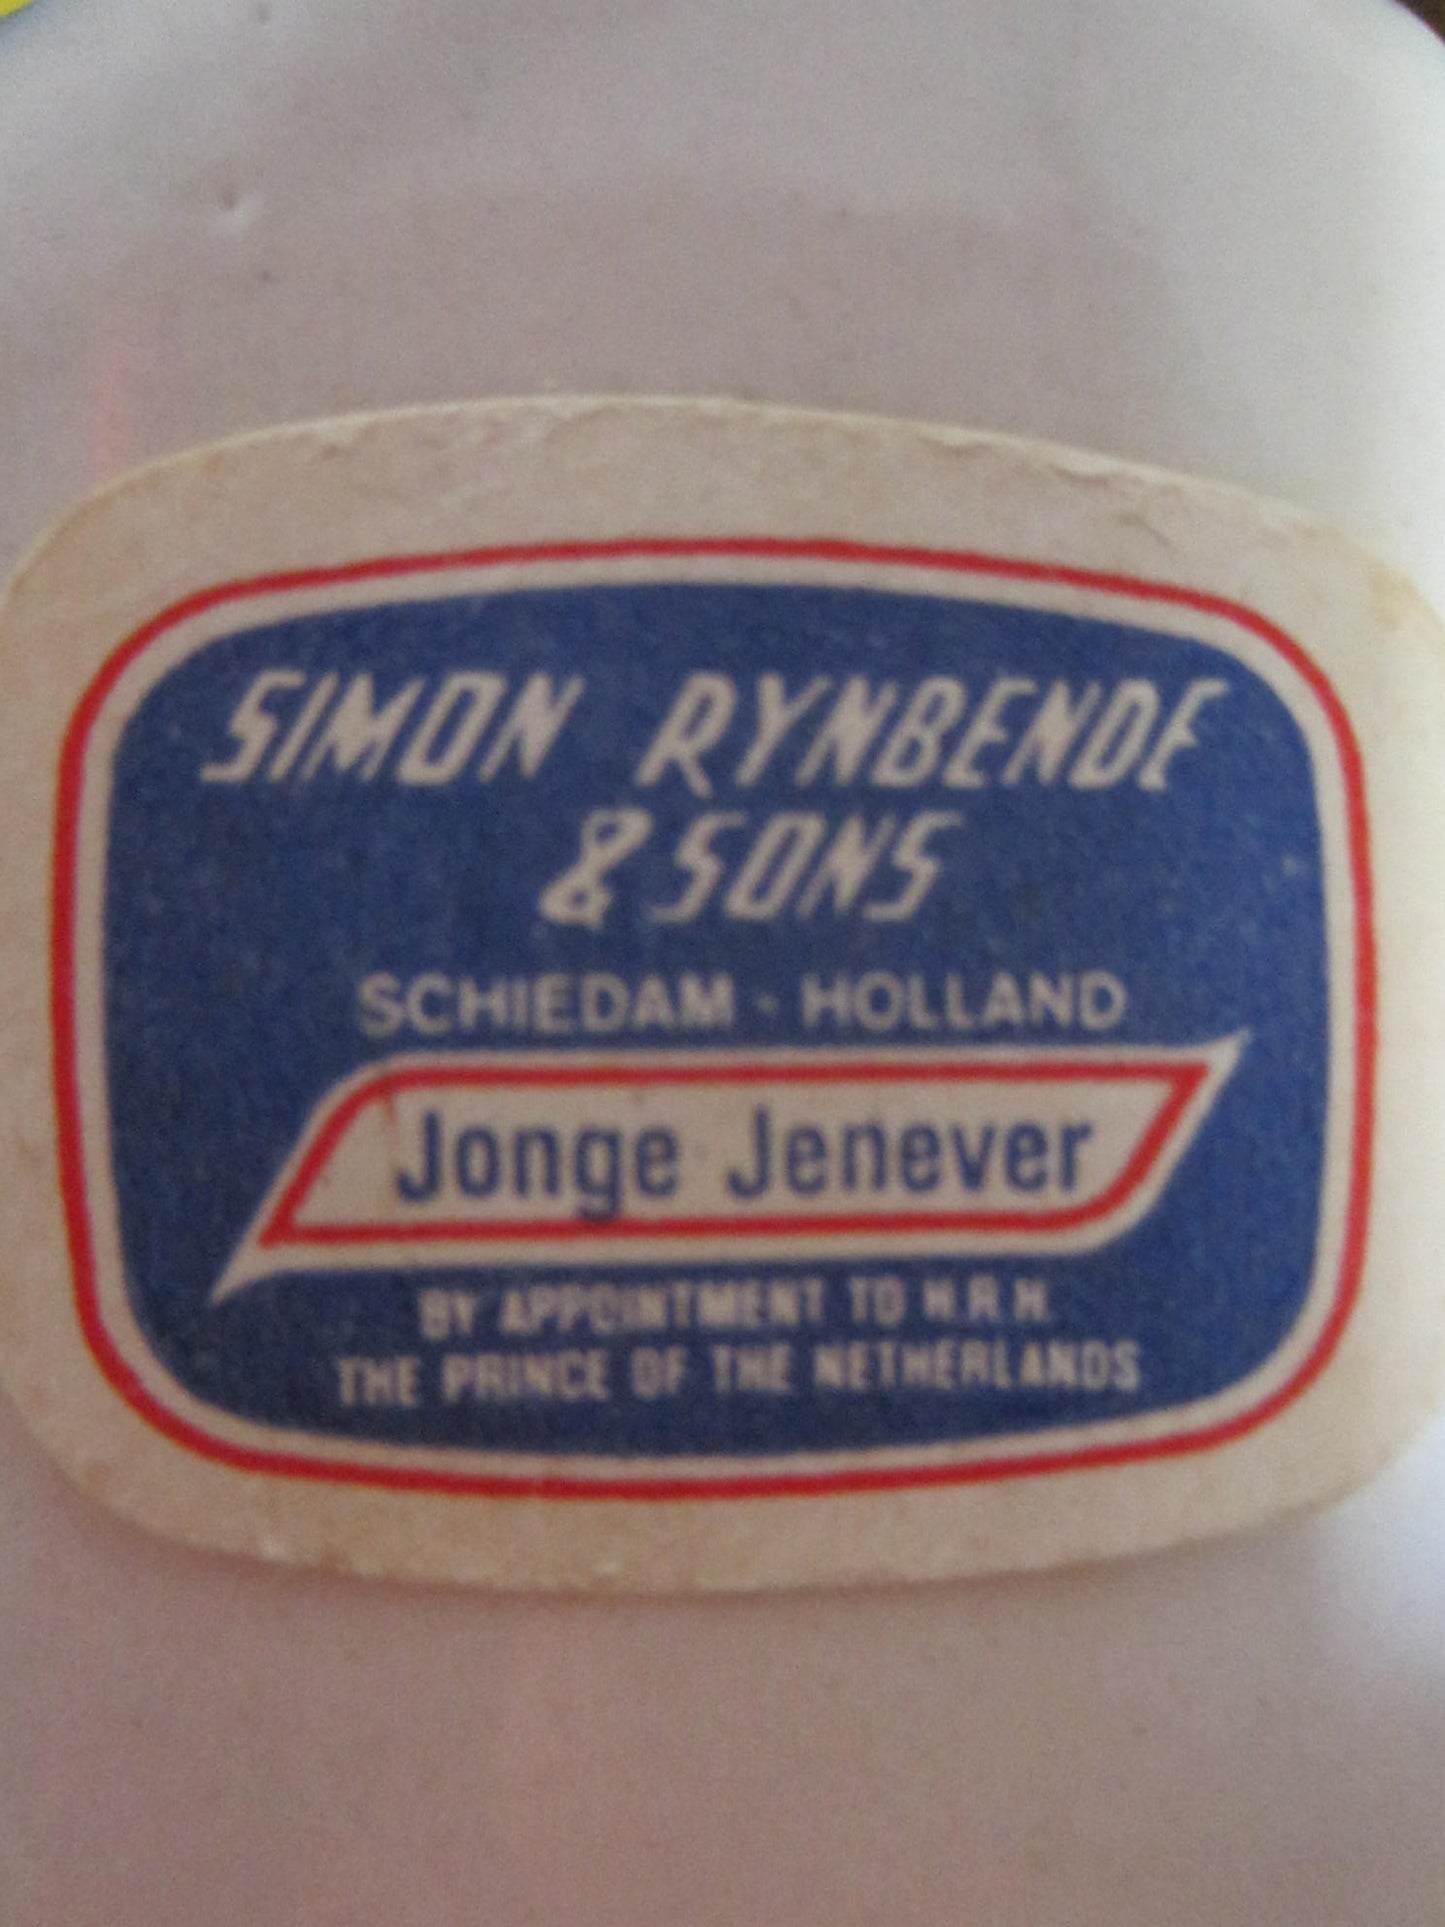 SIMON RYNBENDE
& SONS
SCHIEDAM - HOLLAND
Jonge Jenever
BY APPOINTMENT TO H.R.H.
THE PRINCE OF THE NETHERLANDS